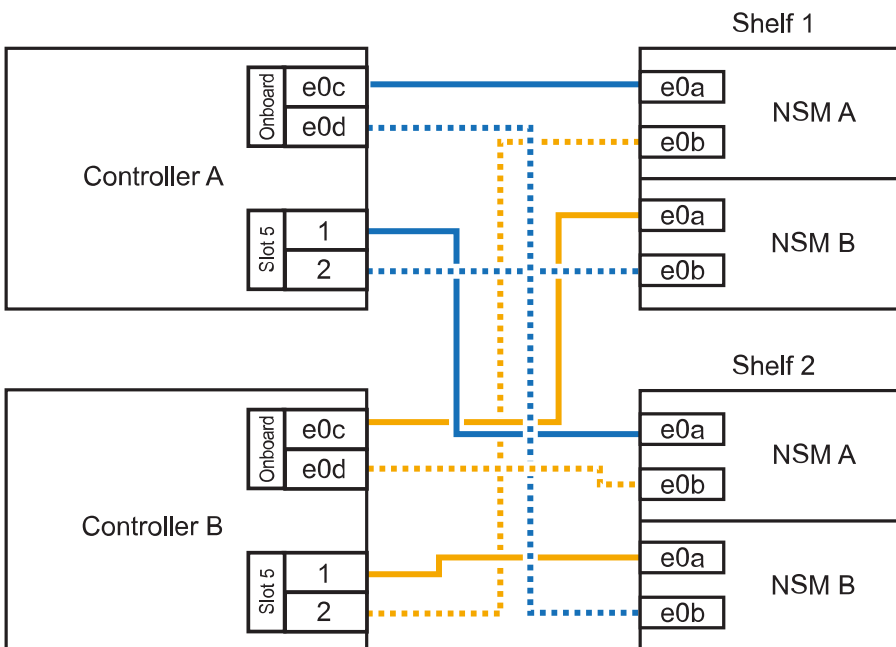 Shelf 1
Onboard
e0c
e0d
Controller A
Slot 5
1
2
e0a
e0b
NSM A
e0a
e0b
NSM B
Shelf 2
Onboard
e0c
e0d
Controller B
Slot 5
1
2
e0a
e0b
NSM A
e0a
e0b
NSM B